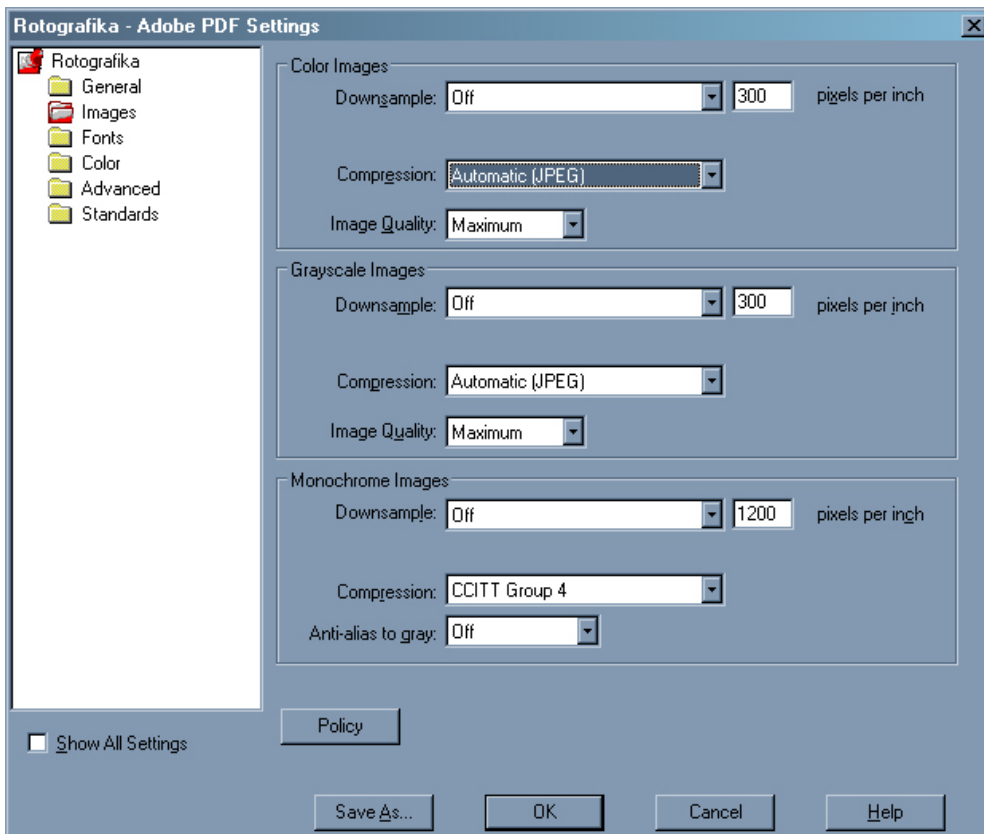 Rotografika - Adobe PDF Settings
Rotografika
General
Images
Fonts
Color
Advanced
Standards
Show All Settings
Color Images
Downsample: Off 300 pixels per inch
Compression: Automatic (JPEG)
Image Quality: Maximum
Grayscale Images
Downsample: Off 300 pixels per inch
Compression: Automatic (JPEG)
Image Quality: Maximum
Monochrome Images
Downsample: Off 1200 pixels per inch
Compression: CCITT Group 4
Anti-alias to gray: Off
Policy
Save As... OK Cancel Help